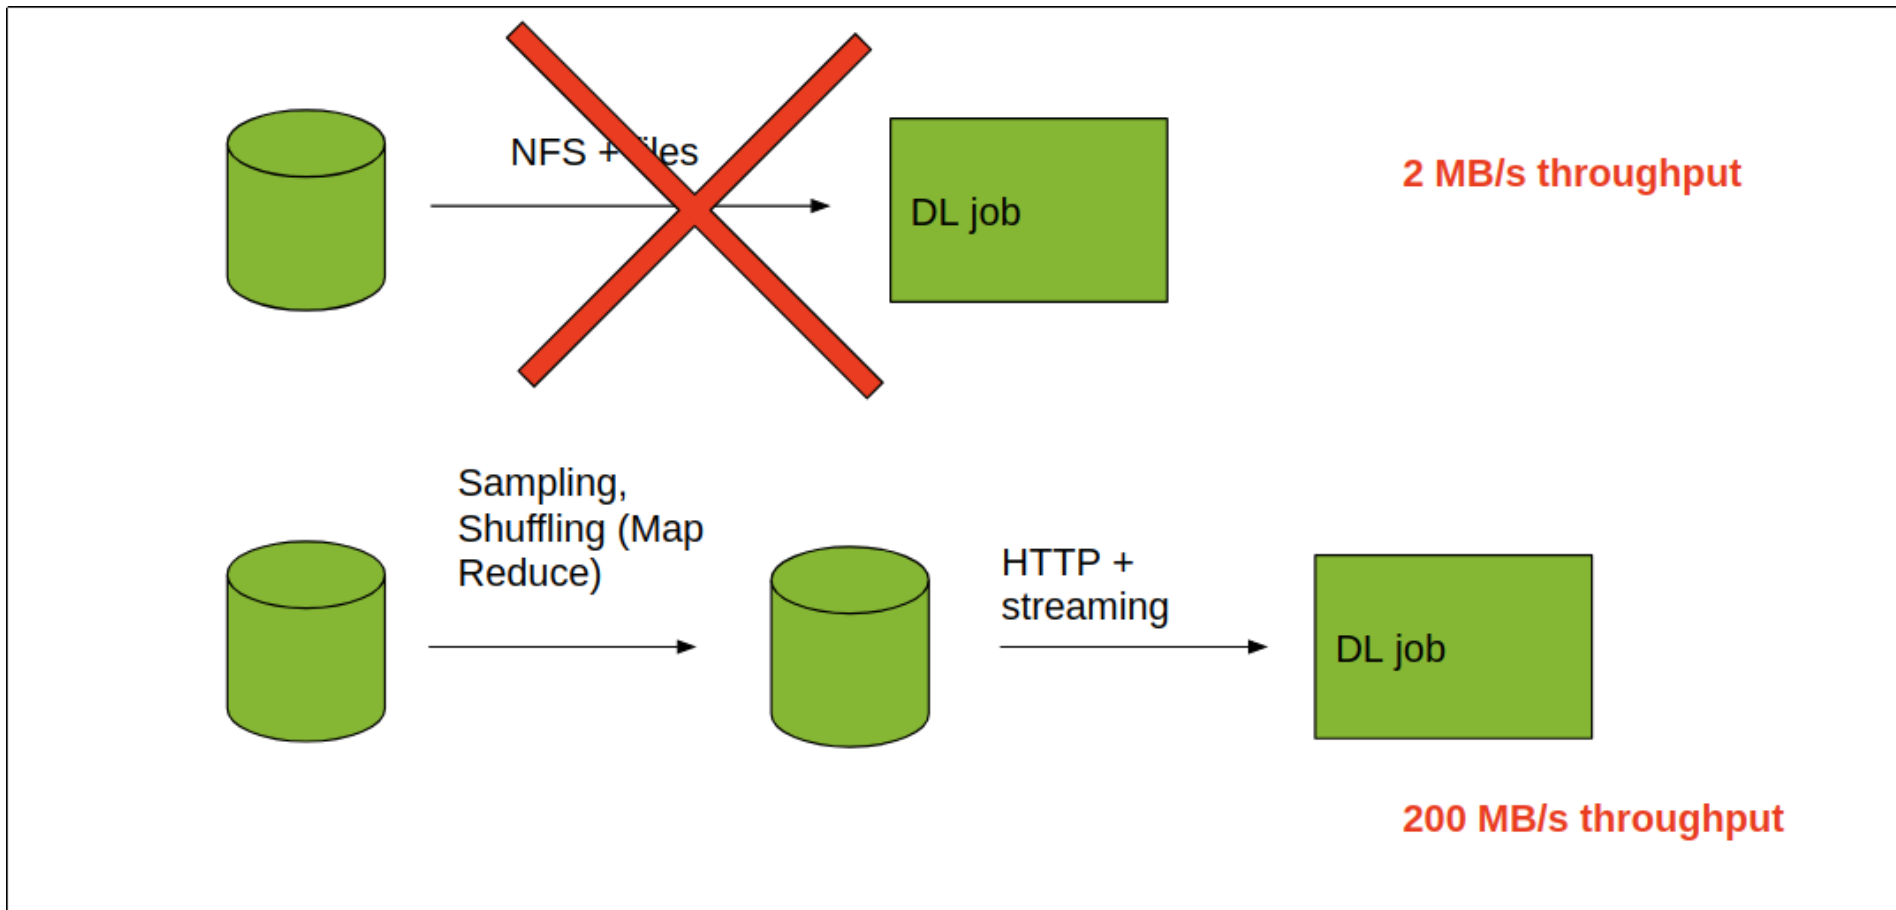 NFS + files
DL job
2 MB/s throughput
Sampling,
Shuffling (Map
Reduce)
HTTP +
streaming
DL job
200 MB/s throughput